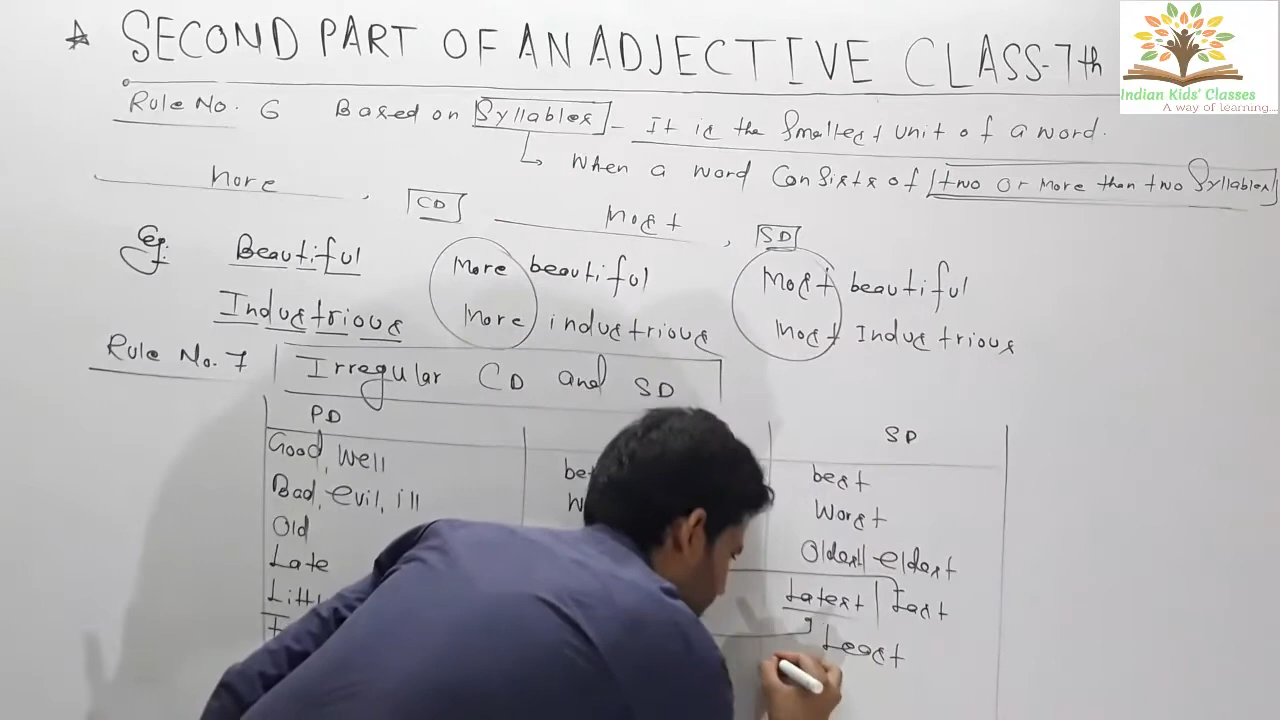 SECOND PART OF AN ADJECTIVE CLASS-7th
Indian Kids' Classes
A way of learning...
Rule No. 6 Based on Syllables - It is the Smallest unit of a word.
When a word Consists of two or more than two Syllables
more, CD most, SD
Eg. Beautiful More beautiful Most beautiful
Industrious More industrious Most Industrious
Rule No. 7 Irregular CD and SD
PD SD
Good, Well be best
Bad, evil, ill W Worst
Old Oldest/eldest
Late Latest/Last
Litt Least